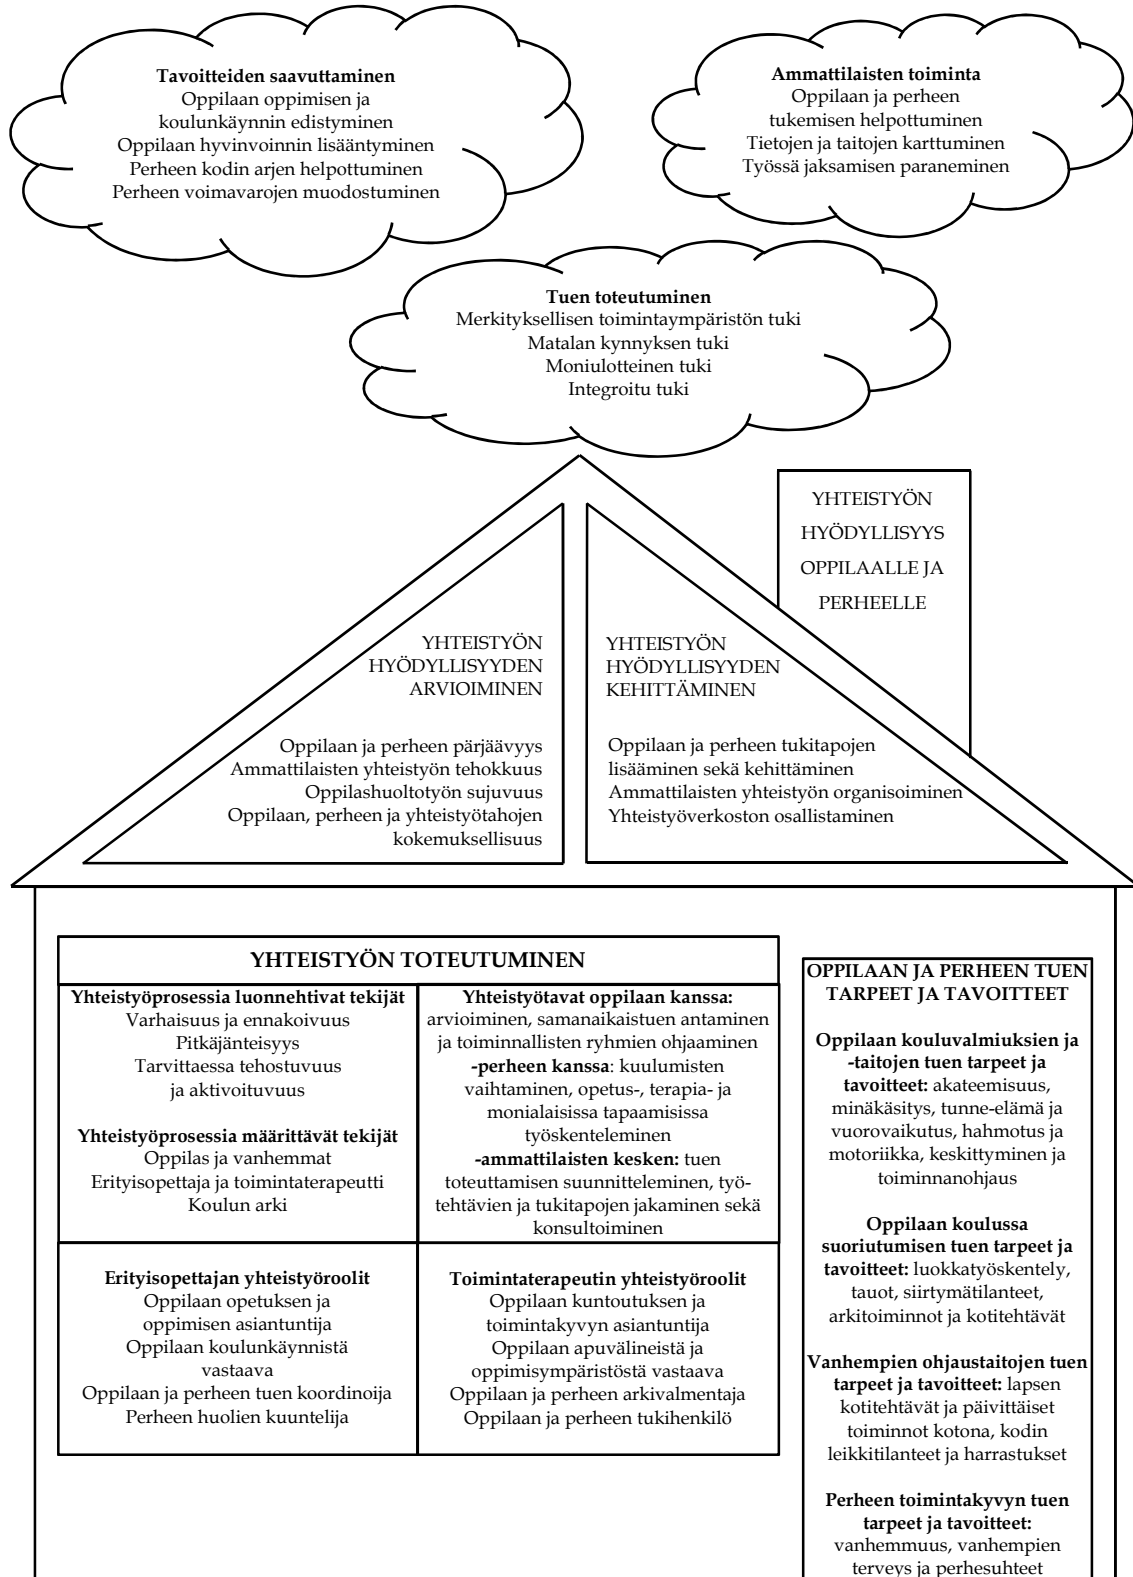 Tavoitteiden saavuttaminen
Oppilaan oppimisen ja
koulunkäynnin edistyminen
Oppilaan hyvinvoinnin lisääntyminen
Perheen kodin arjen helpottuminen
Perheen voimavarojen muodostuminen
Ammattilaisten toiminta
Oppilaan ja perheen
tukemisen helpottuminen
Tietojen ja taitojen karttuminen
Työssä jaksamisen paraneminen
Tuen toteutuminen
Merkityksellisen toimintaympäristön tuki
Matalan kynnyksen tuki
Moniulotteinen tuki
Integroitu tuki
YHTEISTYÖN
HYÖDYLLISYYS
OPPILAALLE JA
PERHEELLE
YHTEISTYÖN
HYÖDYLLISYYDEN
ARVIOIMINEN
Oppilaan ja perheen pärjäävyys
Ammattilaisten yhteistyön tehokkuus
Oppilashuoltotyön sujuvuus
Oppilaan, perheen ja yhteistyötahojen
kokemuksellisuus
YHTEISTYÖN
HYÖDYLLISYYDEN
KEHITTÄMINEN
Oppilaan ja perheen tukitapojen
lisääminen sekä kehittäminen
Ammattilaisten yhteistyön organisoiminen
Yhteistyöverkoston osallistaminen
YHTEISTYÖN TOTEUTUMINEN
Yhteistyöprosessia luonnehtivat tekijät
Varhaisuus ja ennakoivuus
Pitkäjänteisyys
Tarvittaessa tehostuvuus
ja aktivoituvuus
Yhteistyöprosessia määrittävät tekijät
Oppilas ja vanhemmat
Erityisopettaja ja toimintaterapeutti
Koulun arki
Yhteistyötavat oppilaan kanssa:
arvioiminen, samanaikaistuen antaminen
ja toiminnallisten ryhmien ohjaaminen
-perheen kanssa: kuulumisten
vaihtaminen, opetus-, terapia- ja
monialaisissa tapaamisissa
työskenteleminen
-ammattilaisten kesken: tuen
toteuttamisen suunnitteleminen, työ-
tehtävien ja tukitapojen jakaminen sekä
konsultoiminen
Erityisopettajan yhteistyöroolit
Oppilaan opetuksen ja
oppimisen asiantuntija
Oppilaan koulunkäynnistä
vastaava
Oppilaan ja perheen tuen koordinoija
Perheen huolien kuuntelija
Toimintaterapeutin yhteistyöroolit
Oppilaan kuntoutuksen ja
toimintakyvyn asiantuntija
Oppilaan apuvälineistä ja
oppimisympäristöstä vastaava
Oppilaan ja perheen arkivalmentaja
Oppilaan ja perheen tukihenkilö
OPPILAAN JA PERHEEN TUEN
TARPEET JA TAVOITTEET
Oppilaan kouluvalmiuksien ja
-taitojen tuen tarpeet ja
tavoitteet: akateemisuus,
minäkäsitys, tunne-elämä ja
vuorovaikutus, hahmotus ja
motoriikka, keskittyminen ja
toiminnanohjaus
Oppilaan koulussa
suoriutumisen tuen tarpeet ja
tavoitteet: luokkatyöskentely,
tauot, siirtymätilanteet,
arkitoiminnot ja kotitehtävät
Vanhempien ohjaustaitojen tuen
tarpeet ja tavoitteet: lapsen
kotitehtävät ja päivittäiset
toiminnot kotona, kodin
leikkitilanteet ja harrastukset
Perheen toimintakyvyn tuen
tarpeet ja tavoitteet:
vanhemmuus, vanhempien
terveys ja perhesuhteet